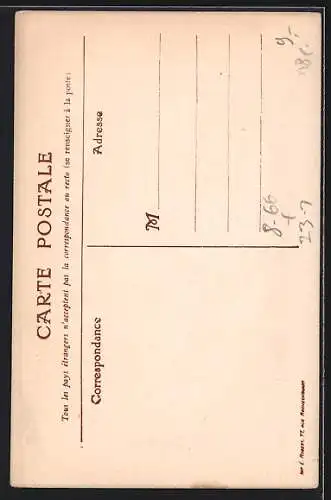 CARTE POSTALE
Tous les pays étrangers n'acceptent pas la correspondance au recto (se renseigner à la poste)
Correspondance
Adresse
M
9.-
8-66
23-7